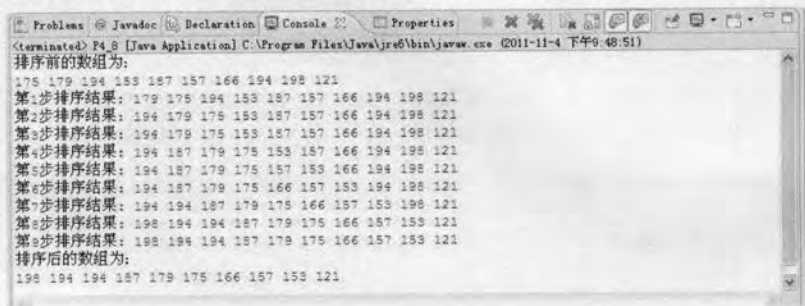 Problems @ Javadoc Declaration Console Properties
<terminated> P4_8 [Java Application] C:\Program Files\Java\jre6\bin\javaw.exe (2011-11-4 下午9:48:51)
排序前的数组为:
175 179 194 153 187 157 166 194 198 121
第1步排序结果: 179 175 194 153 187 157 166 194 198 121
第2步排序结果: 194 179 175 153 187 157 166 194 198 121
第3步排序结果: 194 179 175 153 187 157 166 194 198 121
第4步排序结果: 194 187 179 175 153 157 166 194 198 121
第5步排序结果: 194 187 179 175 157 153 166 194 198 121
第6步排序结果: 194 187 179 175 166 157 153 194 198 121
第7步排序结果: 194 194 187 179 175 166 157 153 198 121
第8步排序结果: 198 194 194 187 179 175 166 157 153 121
第9步排序结果: 198 194 194 187 179 175 166 157 153 121
排序后的数组为:
198 194 194 187 179 175 166 157 153 121